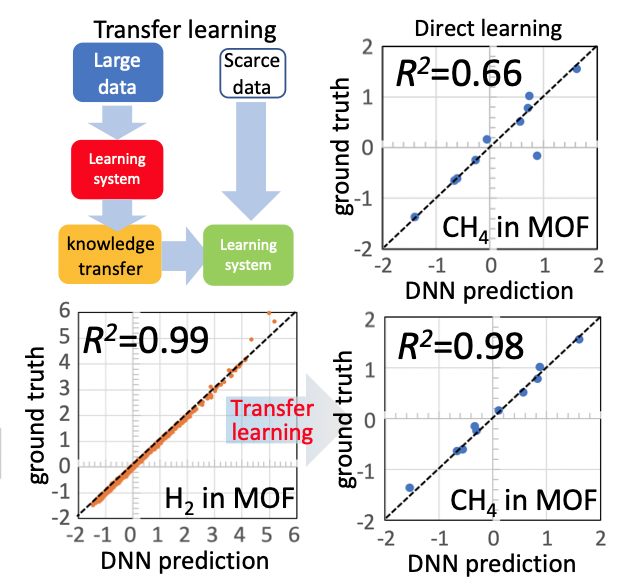 Transfer learning
Large
data
Scarce
data
Learning
system
knowledge
transfer
Learning
system
Direct learning
R²=0.66
CH₄ in MOF
ground truth
2
1
0
-1
-2
-2 -1 0 1 2
DNN prediction
R²=0.99
H₂ in MOF
ground truth
6
5
4
3
2
1
0
-1
-2
-2 -1 0 1 2 3 4 5 6
DNN prediction
Transfer
learning
R²=0.98
CH₄ in MOF
ground truth
2
1
0
-1
-2
-2 -1 0 1 2
DNN prediction